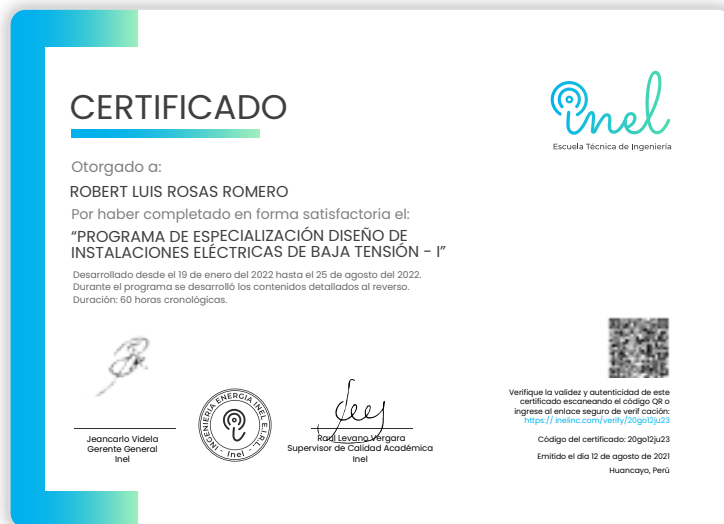 CERTIFICADO
inel
Escuela Técnica de Ingeniería
Otorgado a:
ROBERT LUIS ROSAS ROMERO
Por haber completado en forma satisfactoria el:
“PROGRAMA DE ESPECIALIZACIÓN DISEÑO DE
INSTALACIONES ELÉCTRICAS DE BAJA TENSIÓN - I”
Desarrollado desde el 19 de enero del 2022 hasta el 25 de agosto del 2022.
Durante el programa se desarrolló los contenidos detallados al reverso.
Duración: 60 horas cronológicas.
Jeancarlo Videla
Gerente General
Inel
INGENIERIA ENERGIA INEL E.I.R.L.
- Inel -
Raúl Levano Vergara
Supervisor de Calidad Académica
Inel
Verifique la validez y autenticidad de este
certificado escaneando el código QR o
ingrese al enlace seguro de verif cación:
https:// inelinc.com/verify/20go12ju23
Código del certificado: 20go12ju23
Emitido el día 12 de agosto de 2021
Huancayo, Perú